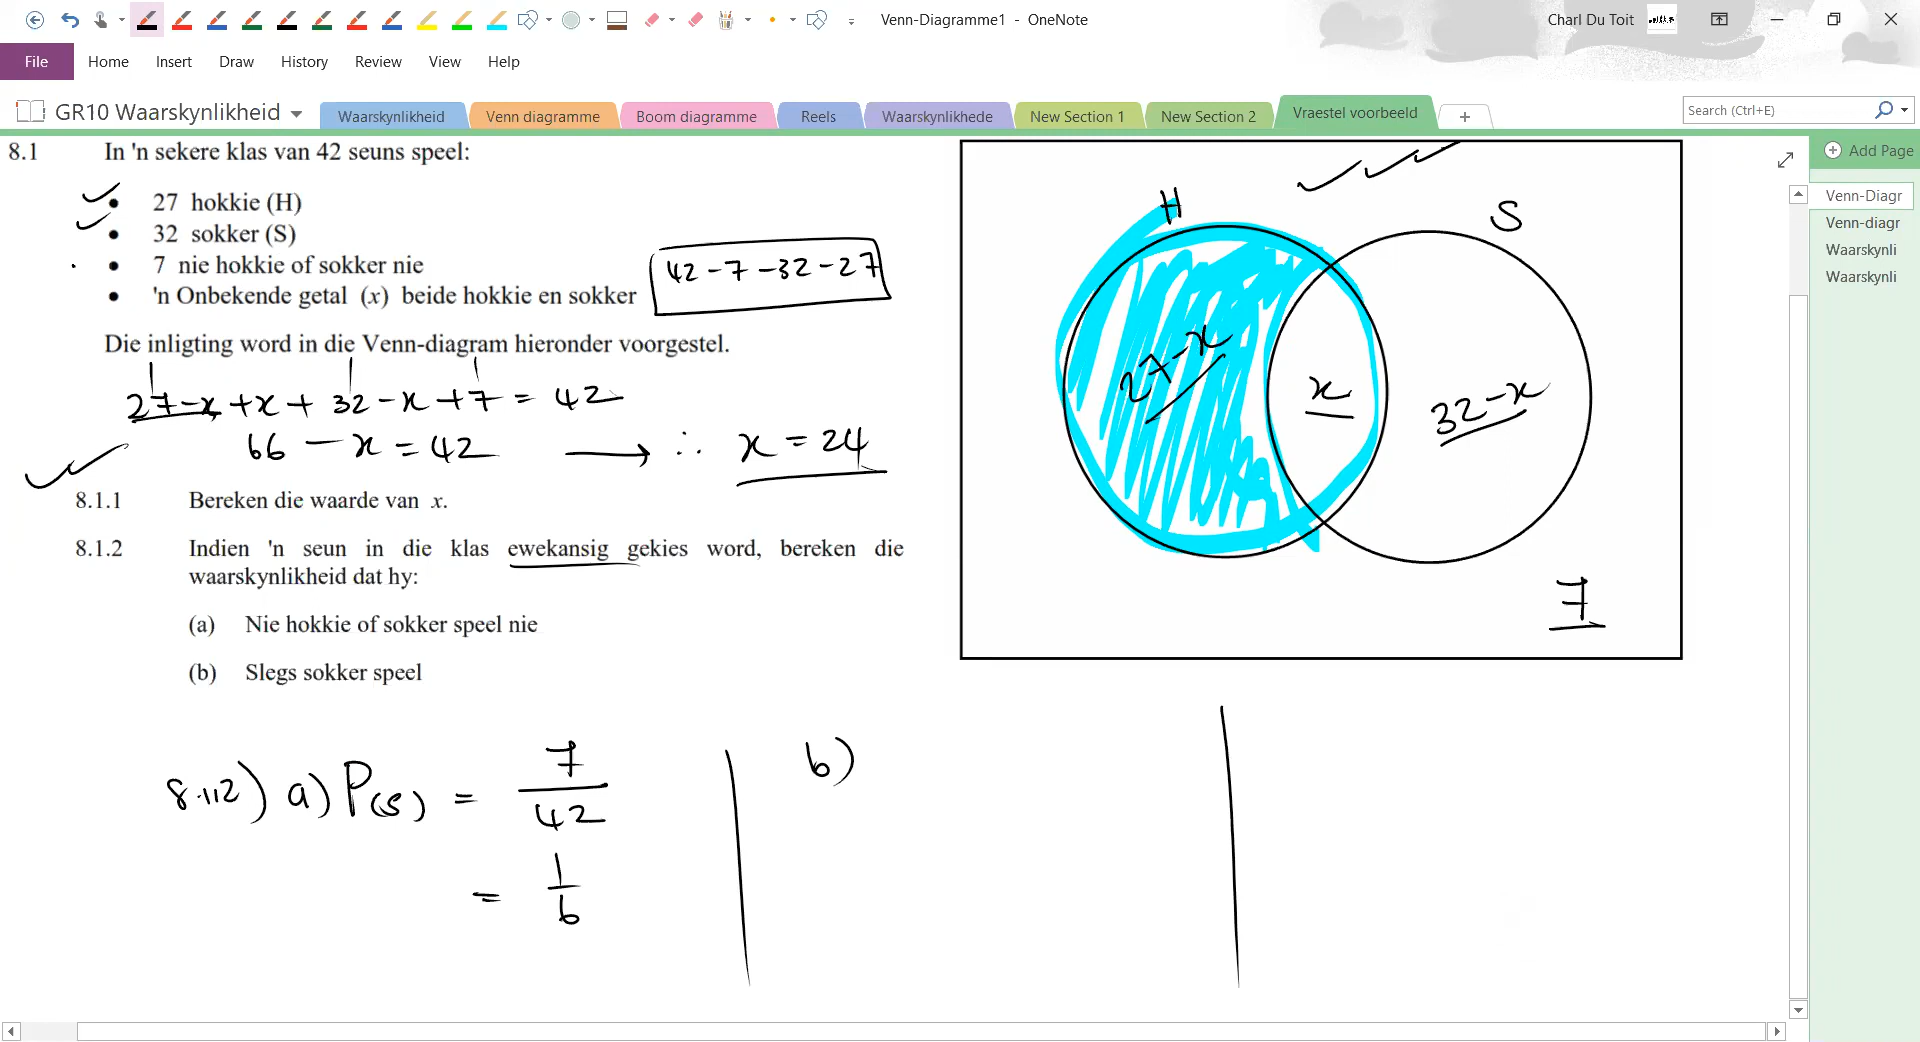 Venn-Diagramme1 - OneNote
Charl Du Toit
File Home Insert Draw History Review View Help
GR10 Waarskynlikheid
Waarskynlikheid
Venn diagramme
Boom diagramme
Reels
Waarskynlikhede
New Section 1
New Section 2
Vraestel voorbeeld
+
Search (Ctrl+E)
Add Page
Venn-Diagr
Venn-diagr
Waarskynli
Waarskynli
8.1 In 'n sekere klas van 42 seuns speel:
• 27 hokkie (H)
• 32 sokker (S)
• 7 nie hokkie of sokker nie
• 'n Onbekende getal (x) beide hokkie en sokker
42 - 7 - 32 - 27
Die inligting word in die Venn-diagram hieronder voorgestel.
27 - x + x + 32 - x + 7 = 42
66 - x = 42 → ∴ x = 24
8.1.1 Bereken die waarde van x.
8.1.2 Indien 'n seun in die klas ewekansig gekies word, bereken die
waarskynlikheid dat hy:
(a) Nie hokkie of sokker speel nie
(b) Slegs sokker speel
H
S
27 - x
x
32 - x
7
8.1.2) a) P(S) = 7/42
= 1/6
b)